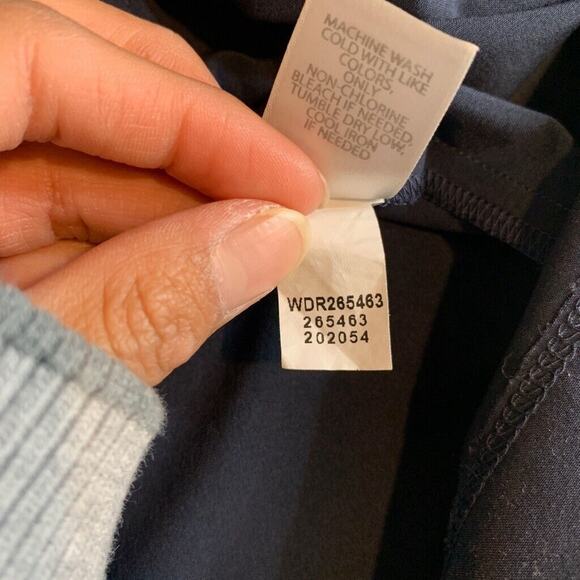 MACHINE WASH
COLD WITH LIKE
COLORS,
ONLY
NON-CHLORINE
BLEACH IF NEEDED,
TUMBLE DRY LOW,
COOL IRON
IF NEEDED
WDR265463
265463
202054